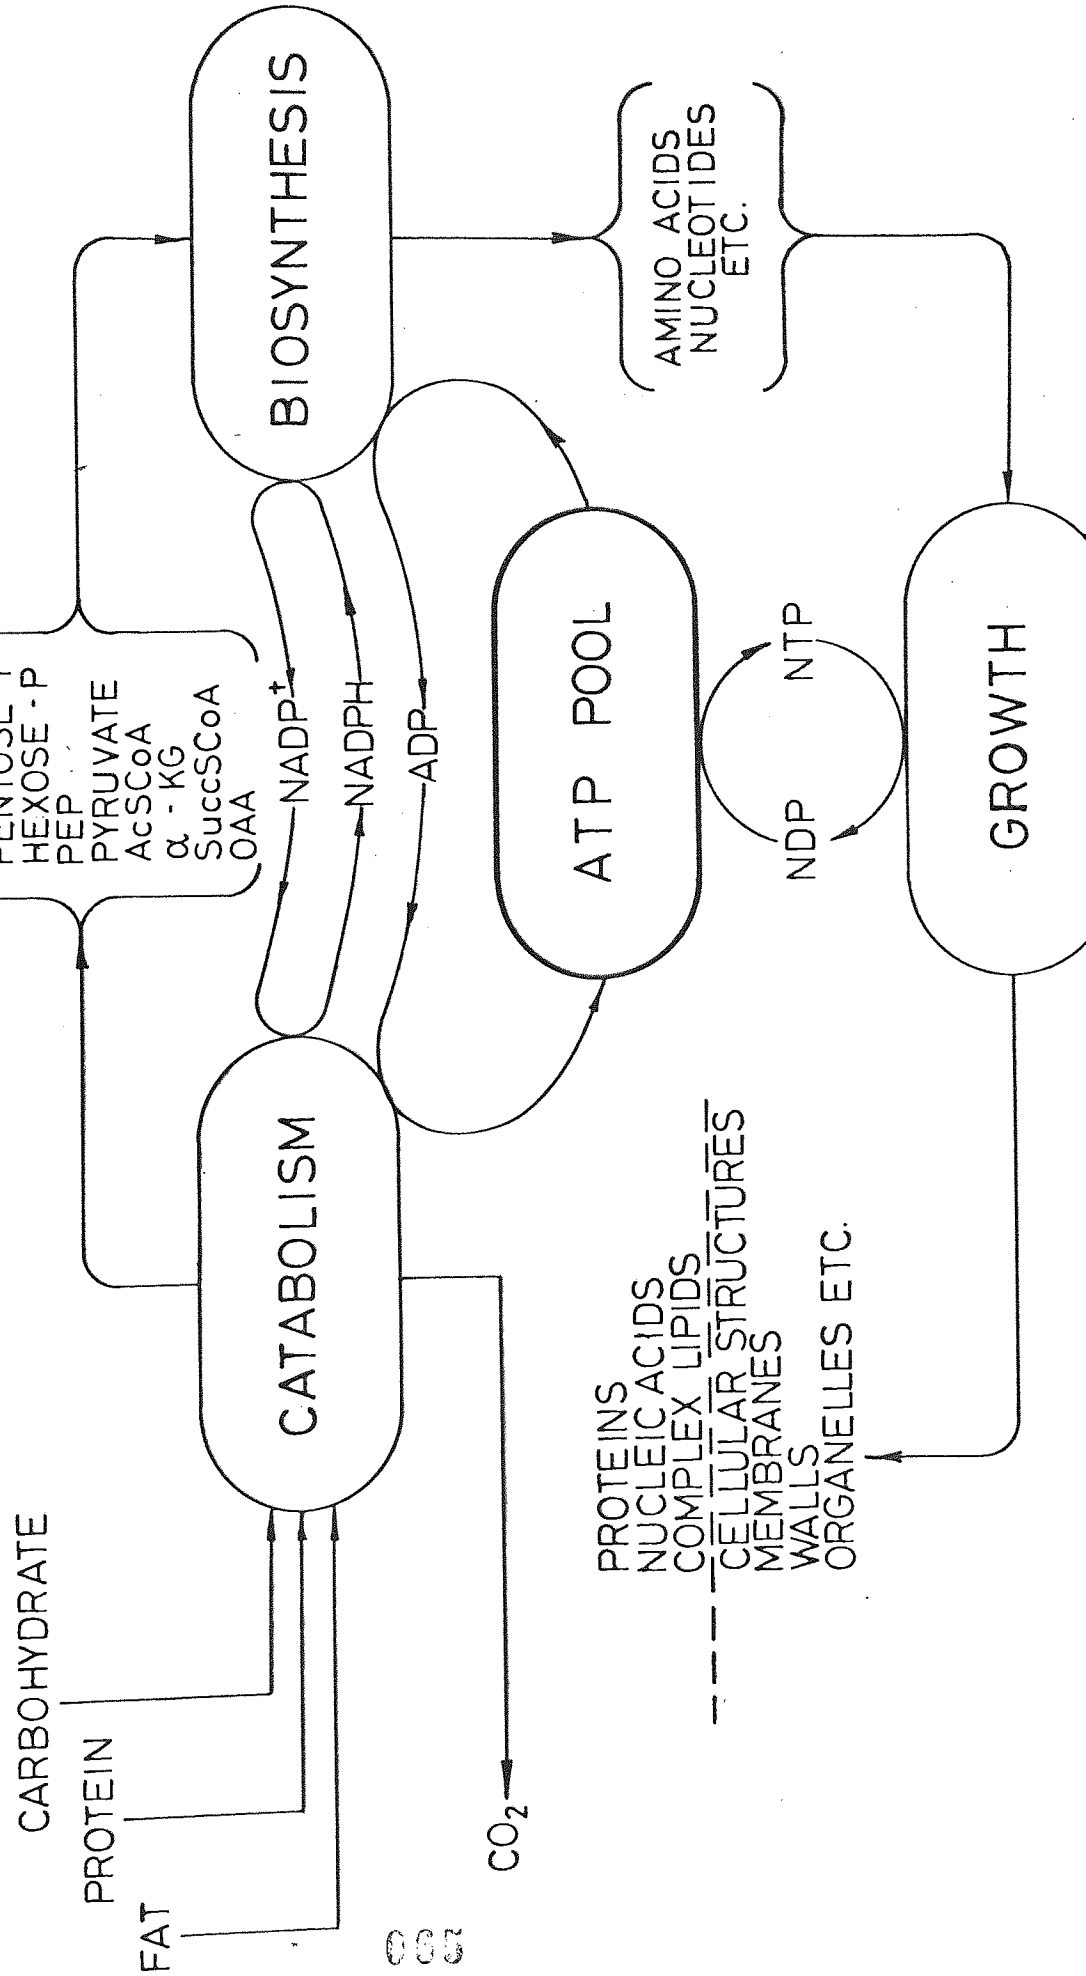 HEXOSE - P
PEP
PYRUVATE
AcSCoA
α - KG
SuccSCoA
OAA
CARBOHYDRATE
PROTEIN
FAT
CATABOLISM
BIOSYNTHESIS
NADP+
NADPH
ADP
ATP POOL
CO2
AMINO ACIDS
NUCLEOTIDES
ETC.
NDP
NTP
GROWTH
PROTEINS
NUCLEIC ACIDS
COMPLEX LIPIDS
CELLULAR STRUCTURES
MEMBRANES
WALLS
ORGANELLES ETC.